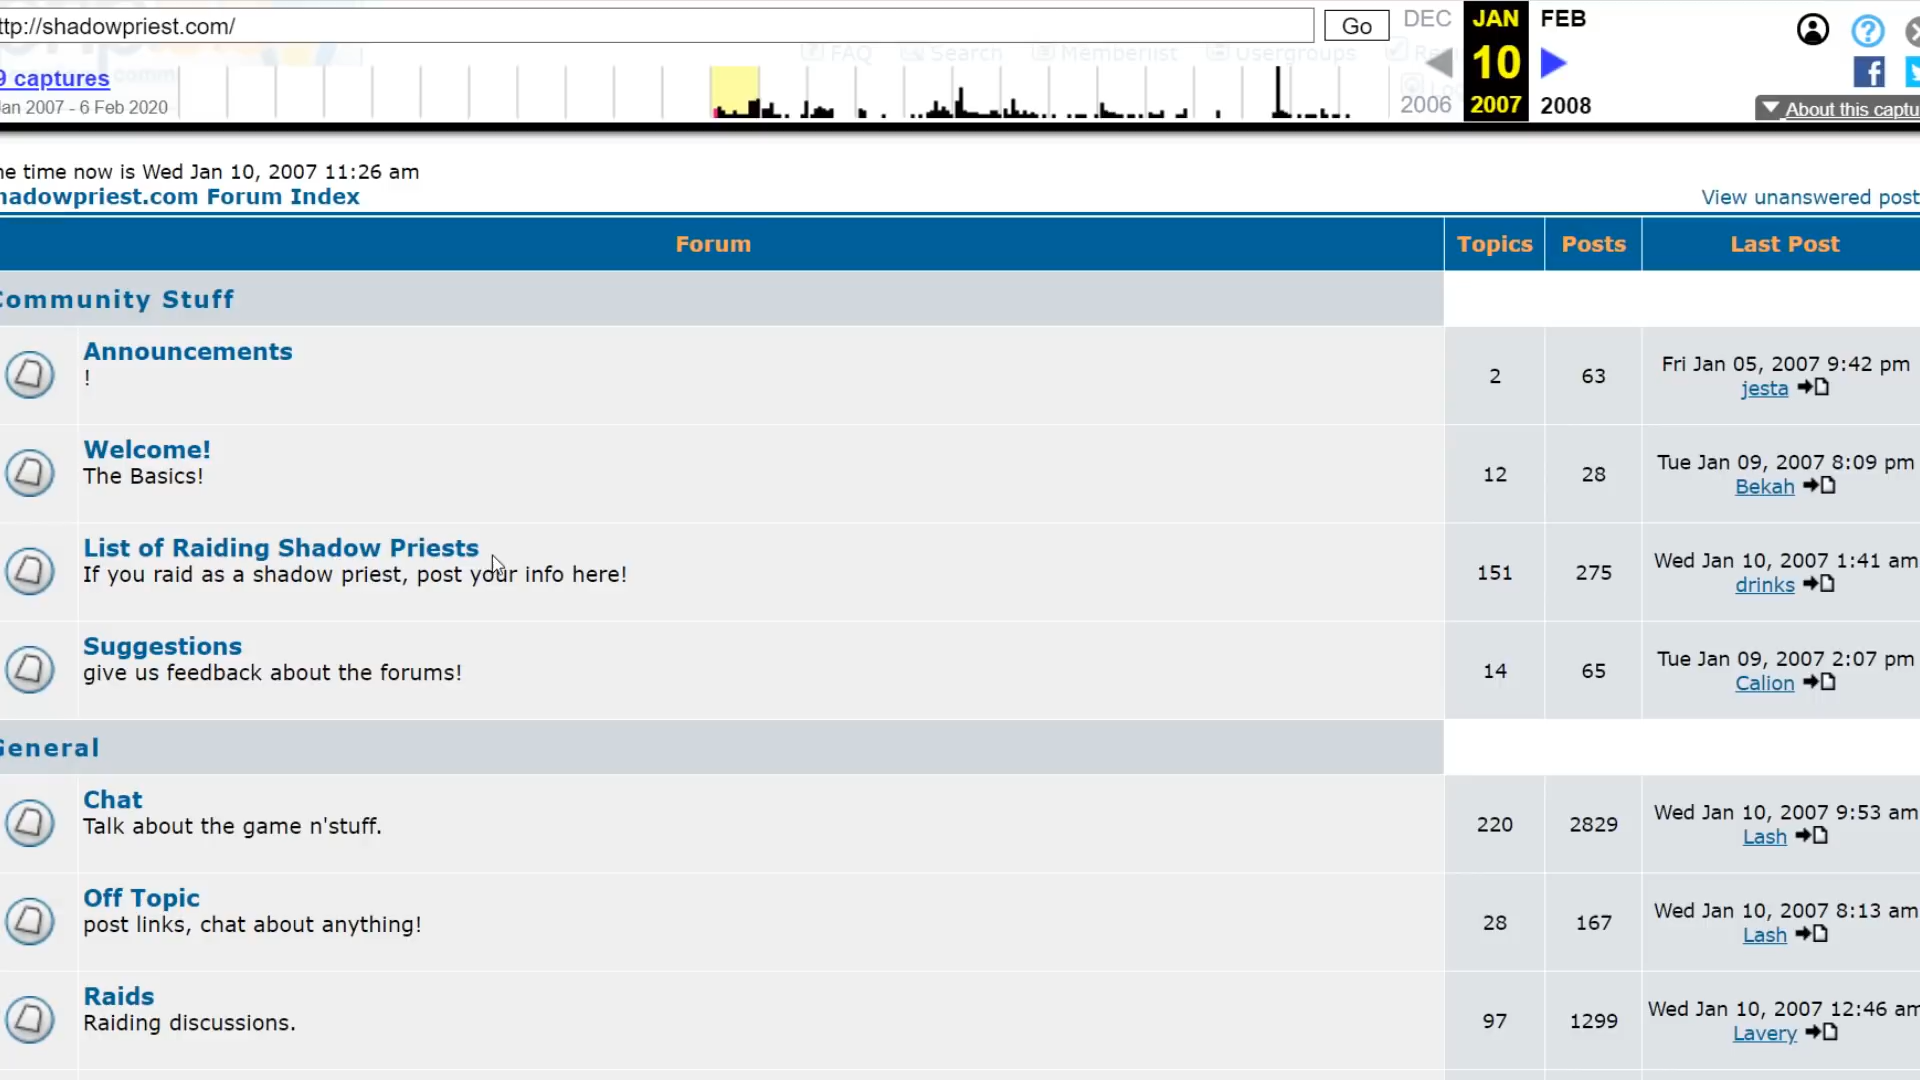 ttp://shadowpriest.com/
Go
DEC JAN FEB
9 captures
10
an 2007 - 6 Feb 2020
2006 2007 2008
About this captu
FAQ Search Memberlist Usergroups
ne time now is Wed Jan 10, 2007 11:26 am
hadowpriest.com Forum Index
View unanswered post
Forum Topics Posts Last Post
Community Stuff
Announcements
!
2 63 Fri Jan 05, 2007 9:42 pm
jesta
Welcome!
The Basics!
12 28 Tue Jan 09, 2007 8:09 pm
Bekah
List of Raiding Shadow Priests
If you raid as a shadow priest, post your info here!
151 275 Wed Jan 10, 2007 1:41 am
drinks
Suggestions
give us feedback about the forums!
14 65 Tue Jan 09, 2007 2:07 pm
Calion
General
Chat
Talk about the game n'stuff.
220 2829 Wed Jan 10, 2007 9:53 am
Lash
Off Topic
post links, chat about anything!
28 167 Wed Jan 10, 2007 8:13 am
Lash
Raids
Raiding discussions.
97 1299 Wed Jan 10, 2007 12:46 am
Lavery